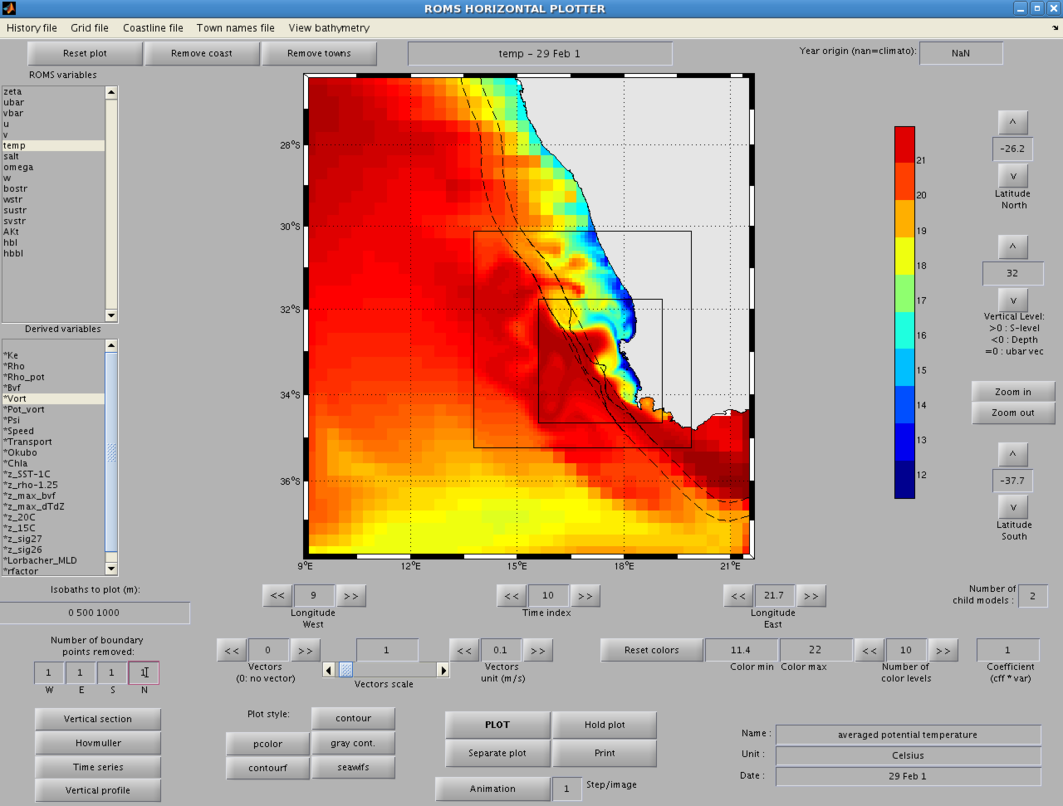 ROMS HORIZONTAL PLOTTER
History file Grid file Coastline file Town names file View bathymetry
Reset plot Remove coast Remove towns temp - 29 Feb 1 Year origin (nan=climato): NaN
ROMS variables
zeta
ubar
vbar
u
v
temp
salt
omega
w
bostr
wstr
sustr
svstr
AKt
hbl
hbbl
Derived variables
*Ke
*Rho
*Rho_pot
*Bvf
*Vort
*Pot_vort
*Psi
*Speed
*Transport
*Okubo
*Chla
*z_SST-1C
*z_rho-1.25
*z_max_bvf
*z_max_dTdZ
*z_20C
*z_15C
*z_sig27
*z_sig26
*Lorbacher_MLD
*rfactor
28°S
30°S
32°S
34°S
36°S
9°E 12°E 15°E 18°E 21°E
21
20
19
18
17
16
15
14
13
12
^
-26.2
v
Latitude
North
^
32
v
Vertical Level:
>0 : S-level
<0 : Depth
=0 : ubar vec
Zoom in
Zoom out
^
-37.7
v
Latitude
South
Isobaths to plot (m):
0 500 1000
<< 9 >>
Longitude
West
<< 10 >>
Time index
<< 21.7 >>
Longitude
East
Number of
child models : 2
Number of boundary
points removed:
1 1 1 1
W E S N
<< 0 >>
Vectors
(0: no vector)
1
Vectors scale
<< 0.1 >>
Vectors
unit (m/s)
Reset colors 11.4 22 << 10 >> 1
Color min Color max Number of
color levels
Coefficient
(cff * var)
Vertical section
Hovmuller
Time series
Vertical profile
Plot style: contour
pcolor gray cont.
contourf seawifs
PLOT Hold plot
Separate plot Print
Animation 1 Step/image
Name : averaged potential temperature
Unit : Celsius
Date : 29 Feb 1